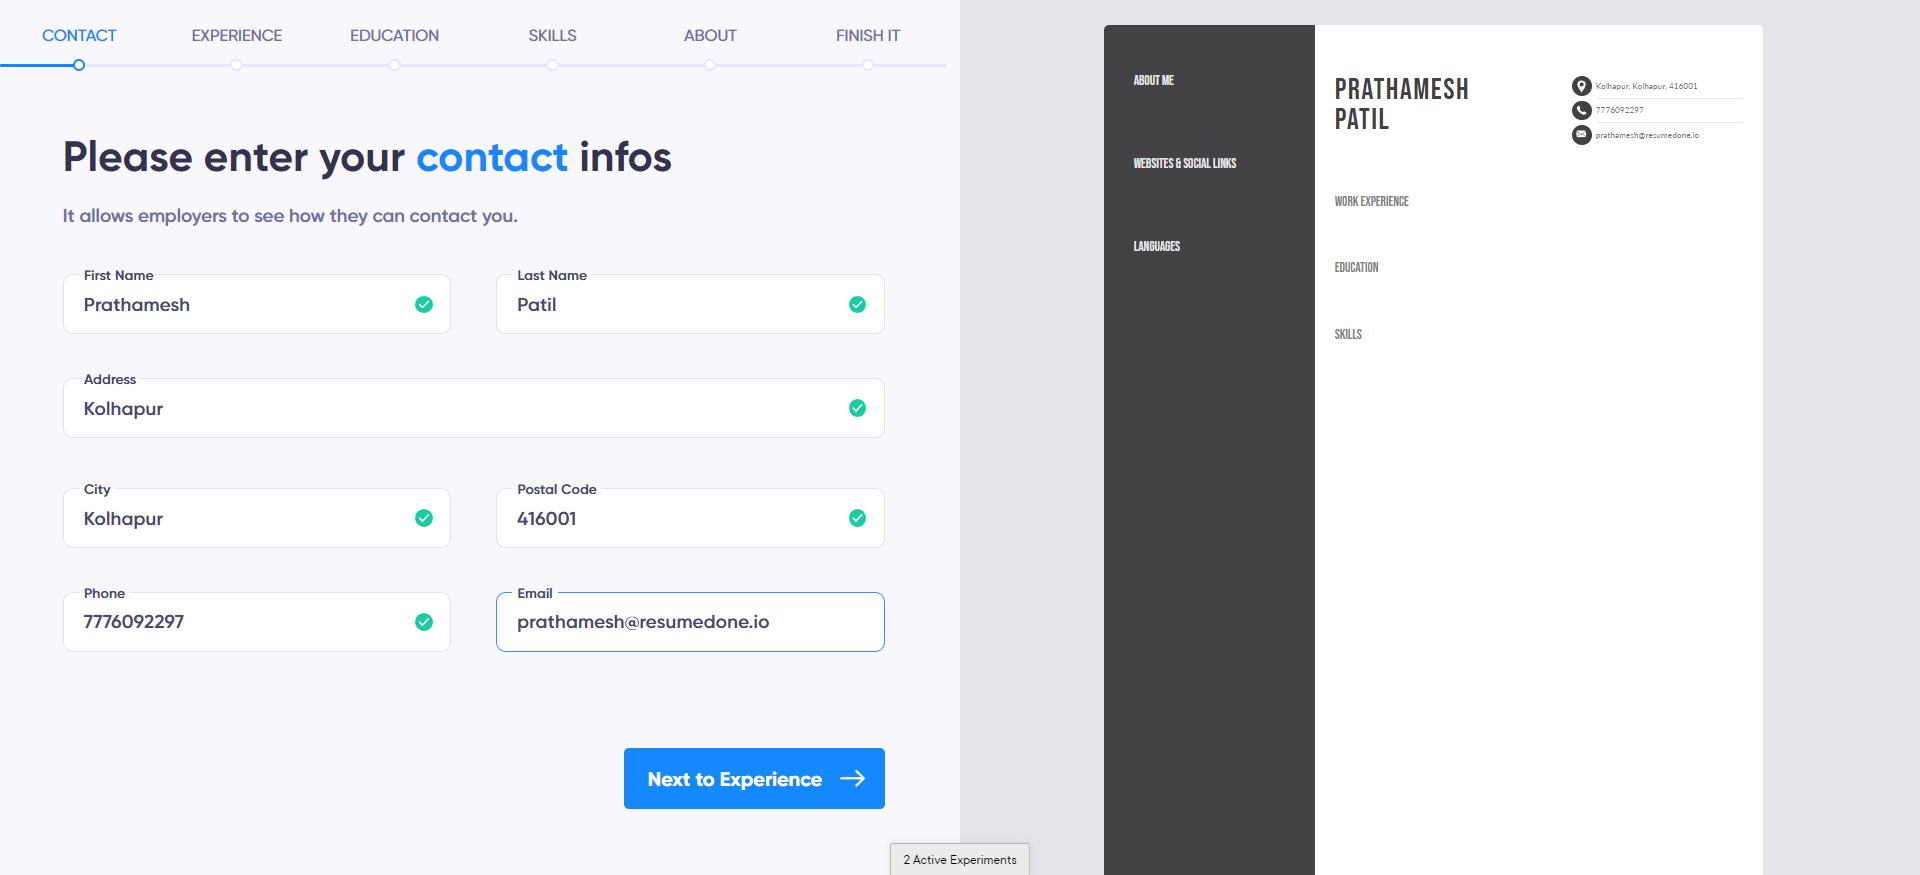 CONTACT
EXPERIENCE
EDUCATION
SKILLS
ABOUT
FINISH IT
Please enter your contact infos
It allows employers to see how they can contact you.
First Name
Prathamesh
Last Name
Patil
Address
Kolhapur
City
Kolhapur
Postal Code
416001
Phone
7776092297
Email
prathamesh@resumedone.io
Next to Experience
2 Active Experiments
ABOUT ME
WEBSITES & SOCIAL LINKS
LANGUAGES
PRATHAMESH
PATIL
Kolhapur, Kolhapur, 416001
7776092297
prathamesh@resumedone.io
WORK EXPERIENCE
EDUCATION
SKILLS